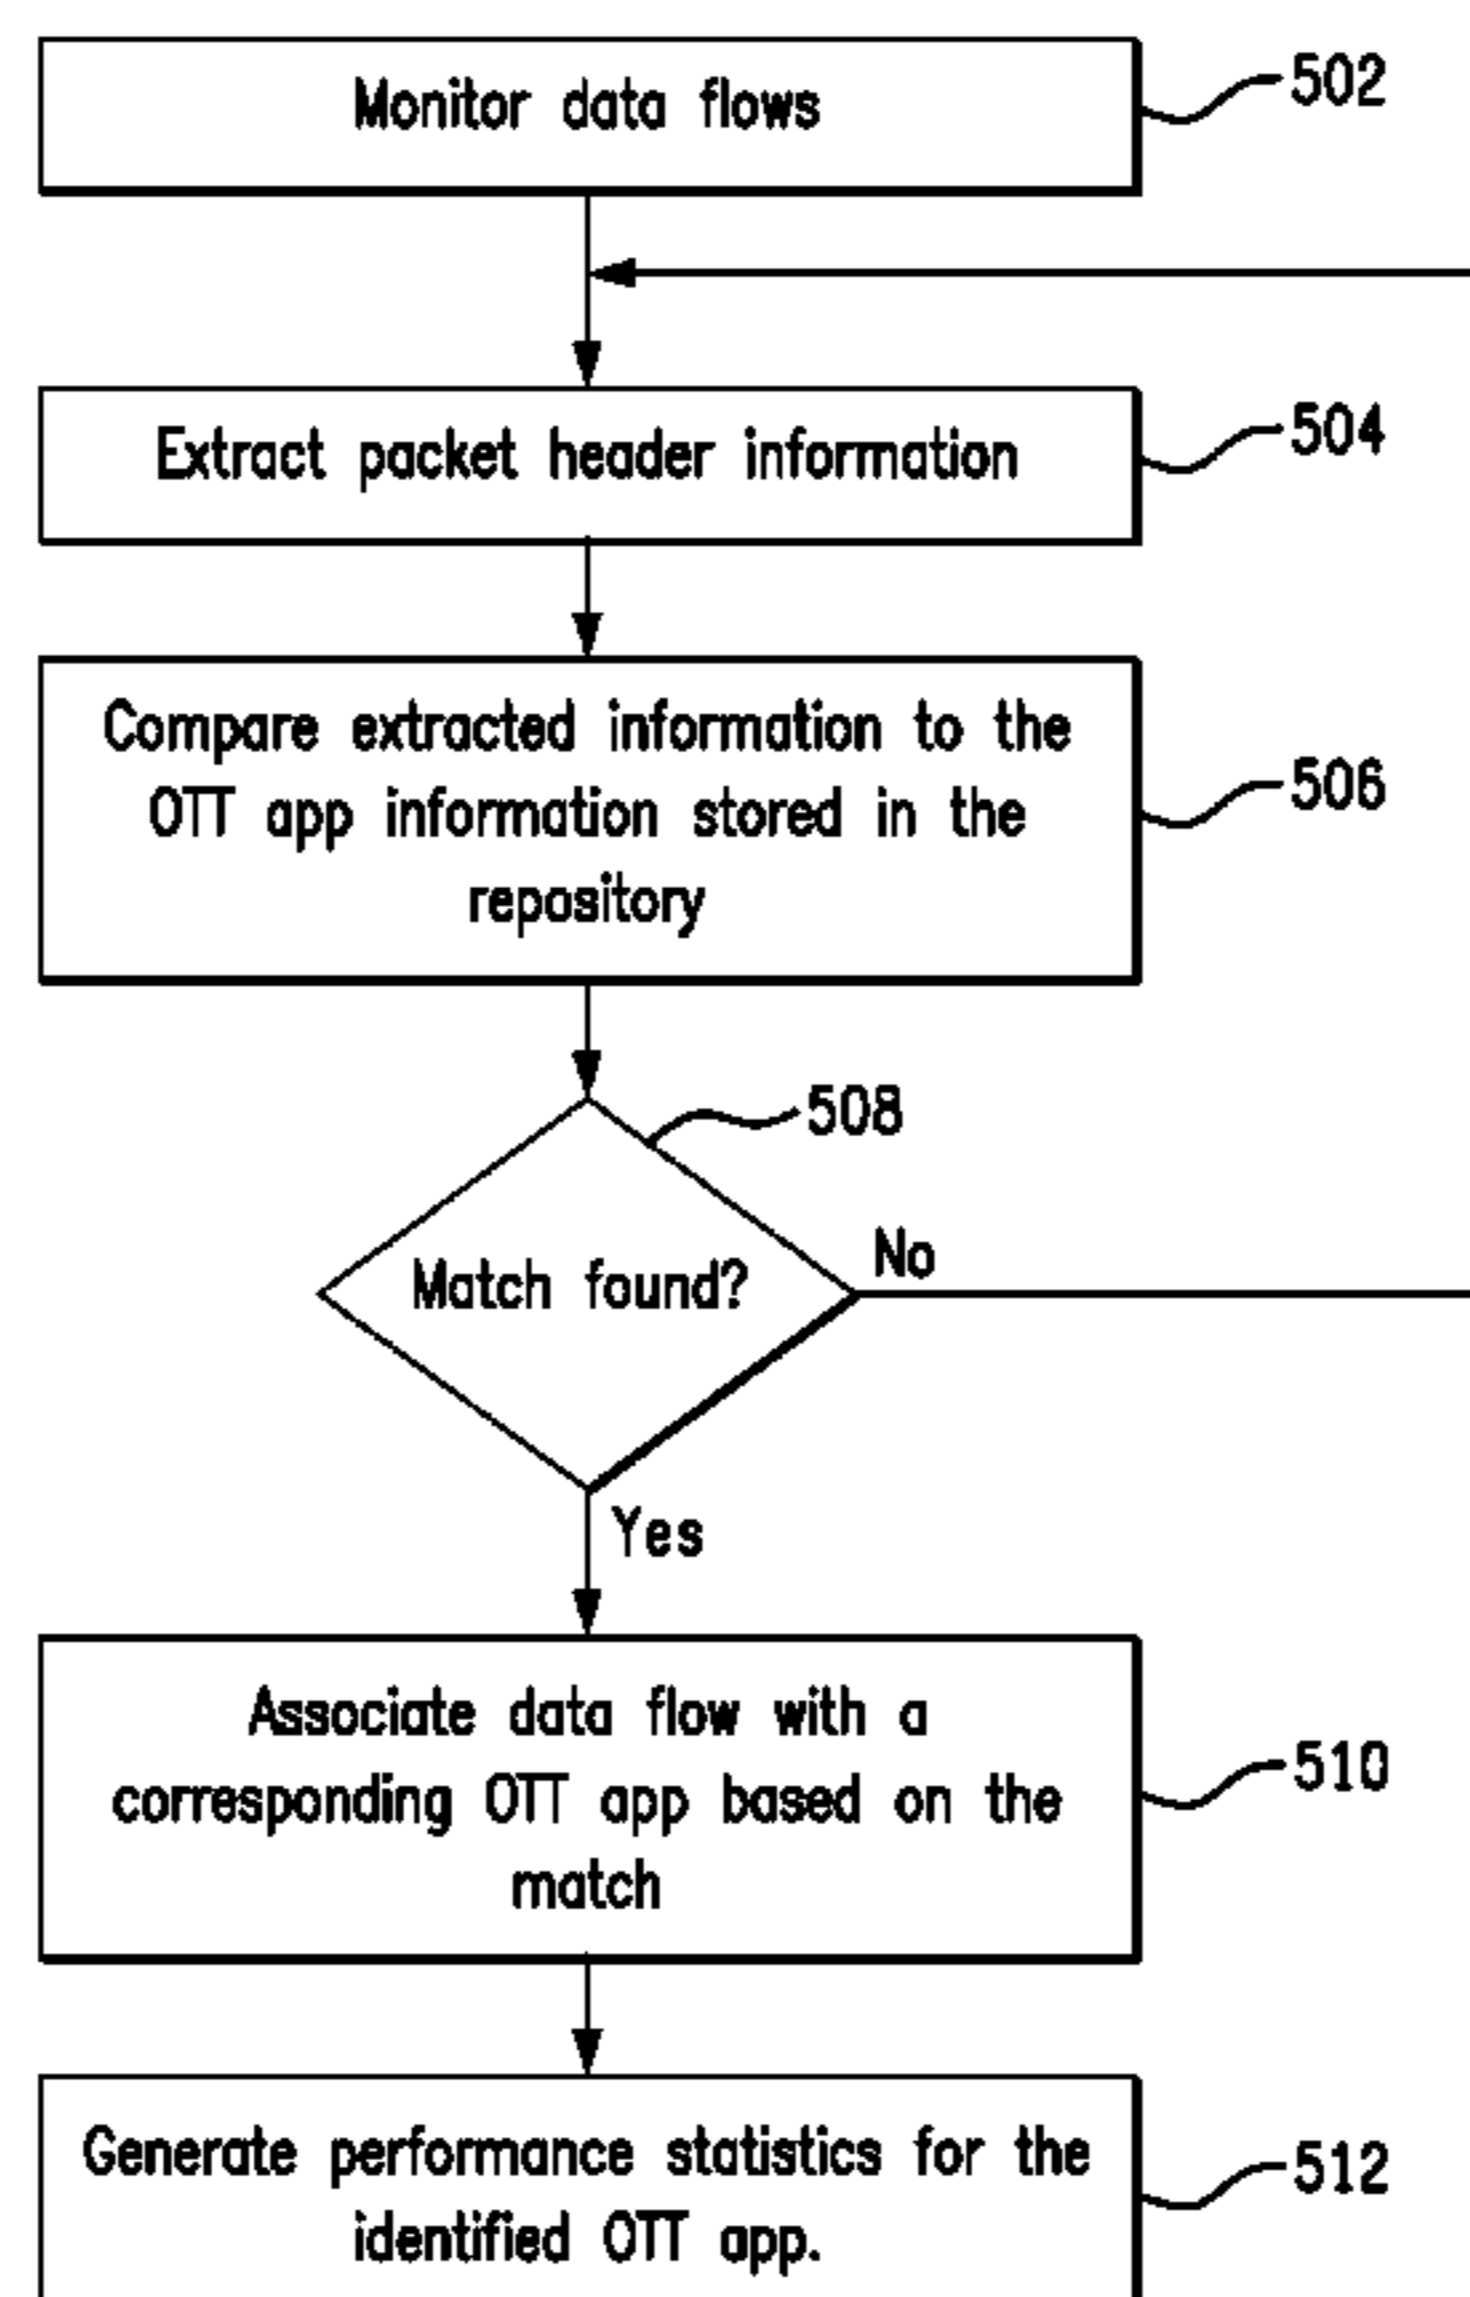 Monitor data flows
502
Extract packet header information
504
Compare extracted information to the
OTT app information stored in the
repository
506
508
Match found?
No
Yes
Associate data flow with a
corresponding OTT app based on the
match
510
Generate performance statistics for the
identified OTT app.
512